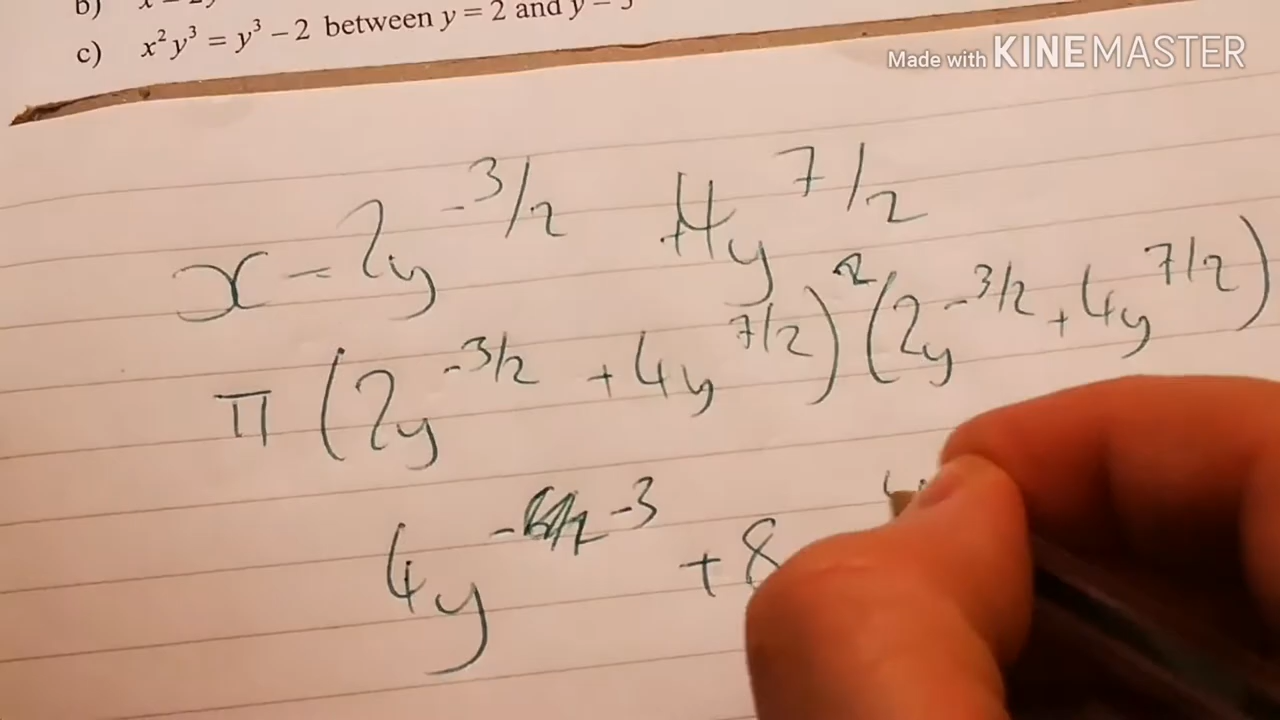 b)
c) x²y³ = y³ − 2 between y = 2 and y =
Made with KINEMASTER
x = 2y^{-3/2} + 4y^{7/2}
π (2y^{-3/2} + 4y^{7/2})² (2y^{-3/2} + 4y^{7/2})
4y^{-3} + 8